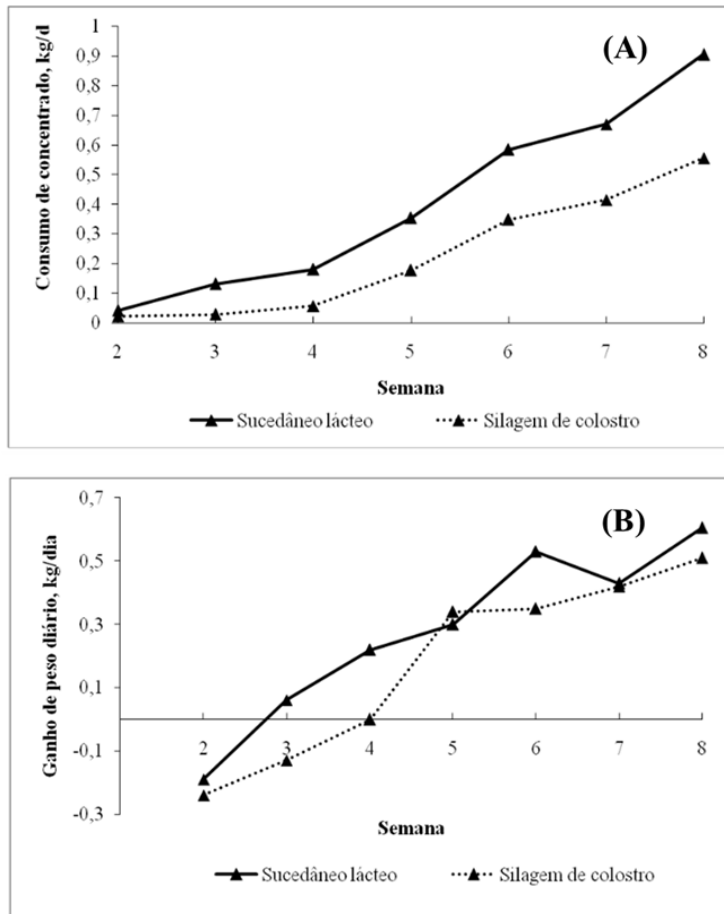 (A)
Consumo de concentrado, kg/d
1
0,9
0,8
0,7
0,6
0,5
0,4
0,3
0,2
0,1
0
2 3 4 5 6 7 8
Semana
Sucedâneo lácteo Silagem de colostro
(B)
Ganho de peso diário, kg/dia
0,7
0,5
0,3
0,1
-0,1
-0,3
2 3 4 5 6 7 8
Semana
Sucedâneo lácteo Silagem de colostro